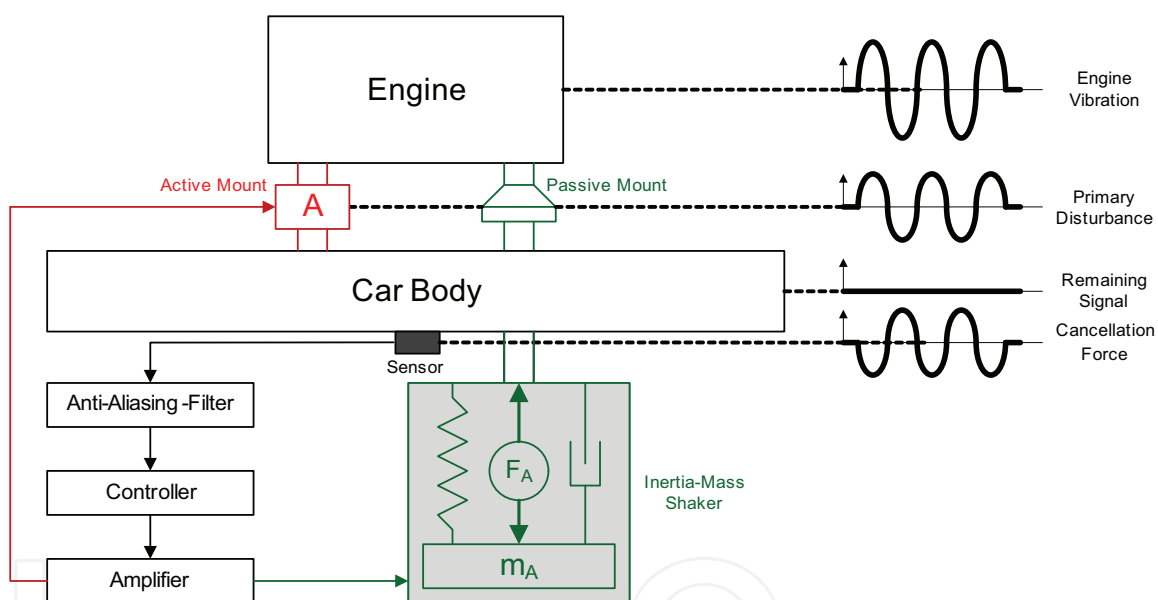 Engine
Engine
Vibration
Active Mount
Passive Mount
A
Primary
Disturbance
Car Body
Remaining
Signal
Cancellation
Force
Sensor
Anti-Aliasing -Filter
Controller
Amplifier
FA
mA
Inertia-Mass
Shaker